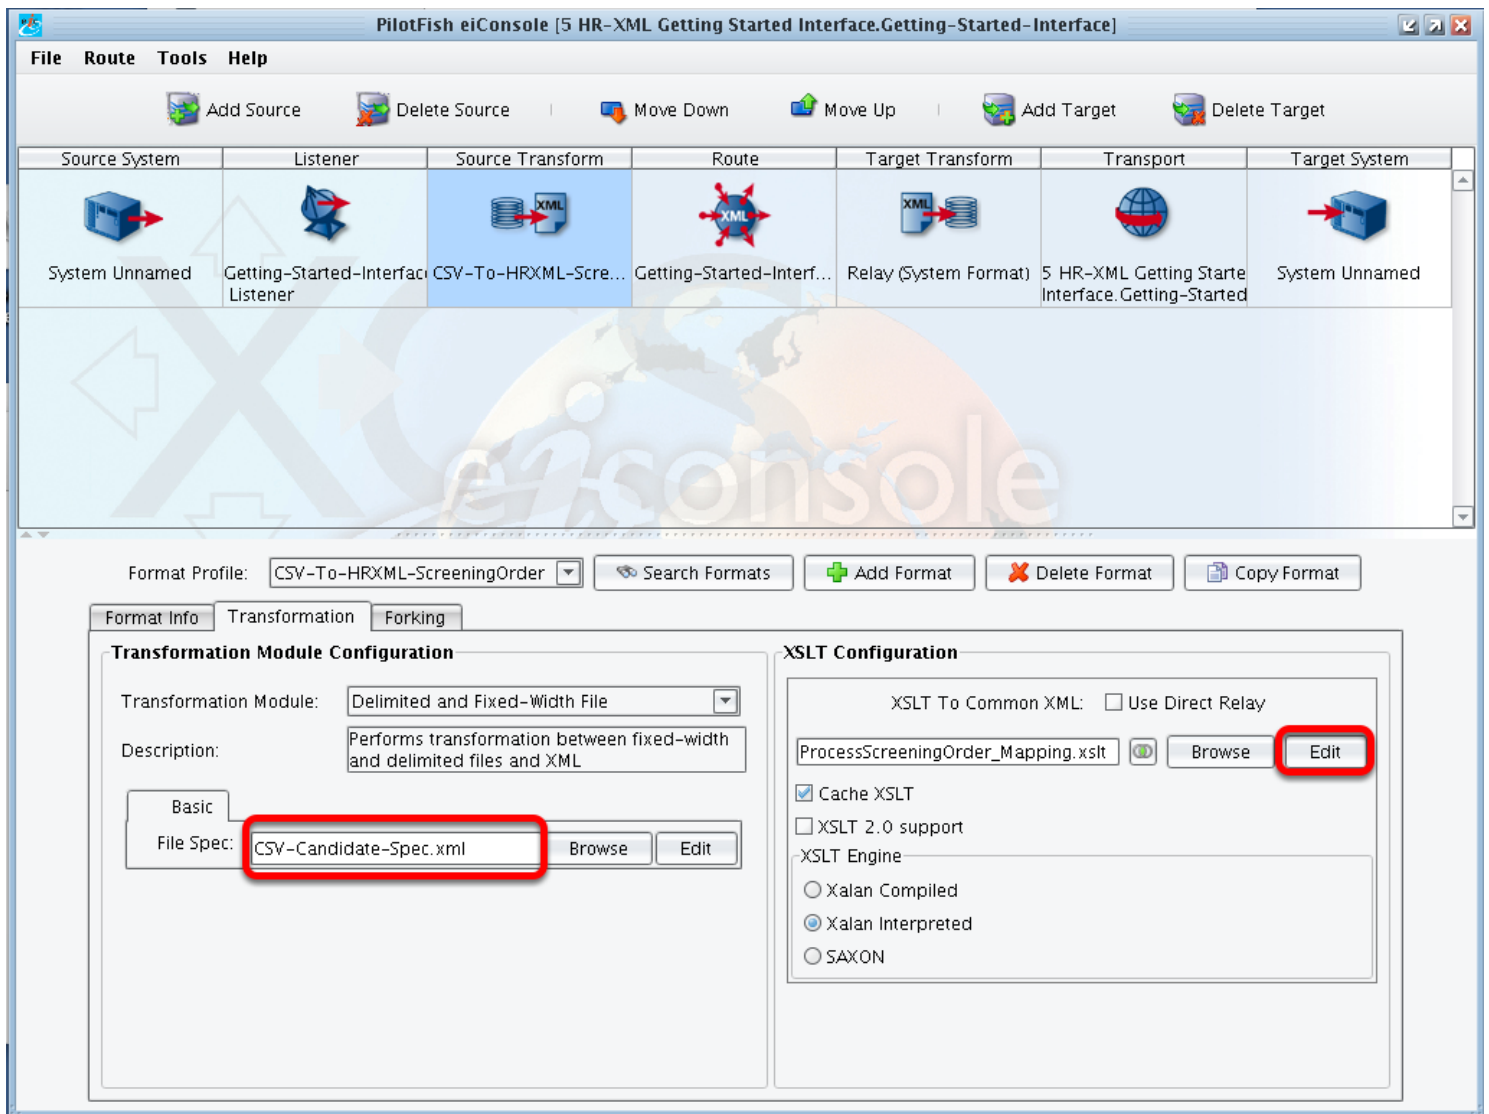 PilotFish eiConsole [5 HR-XML Getting Started Interface.Getting-Started-Interface]
File Route Tools Help
Add Source Delete Source Move Down Move Up Add Target Delete Target
Source System Listener Source Transform Route Target Transform Transport Target System
XML XML XML
System Unnamed Getting-Started-Interfac CSV-To-HRXML-Scre... Getting-Started-Interf... Relay (System Format) 5 HR-XML Getting Starte System Unnamed
Listener Interface.Getting-Started
XCS
eiconsole
Format Profile: CSV-To-HRXML-ScreeningOrder Search Formats Add Format Delete Format Copy Format
Format Info Transformation Forking
Transformation Module Configuration
Transformation Module: Delimited and Fixed-Width File
Description: Performs transformation between fixed-width
and delimited files and XML
Basic
File Spec: CSV-Candidate-Spec.xml Browse Edit
XSLT Configuration
XSLT To Common XML: Use Direct Relay
ProcessScreeningOrder_Mapping.xslt Browse Edit
Cache XSLT
XSLT 2.0 support
XSLT Engine
Xalan Compiled
Xalan Interpreted
SAXON